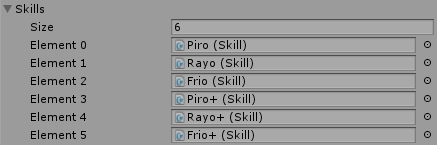 Skills
Size 6
Element 0 Piro (Skill)
Element 1 Rayo (Skill)
Element 2 Frio (Skill)
Element 3 Piro+ (Skill)
Element 4 Rayo+ (Skill)
Element 5 Frio+ (Skill)